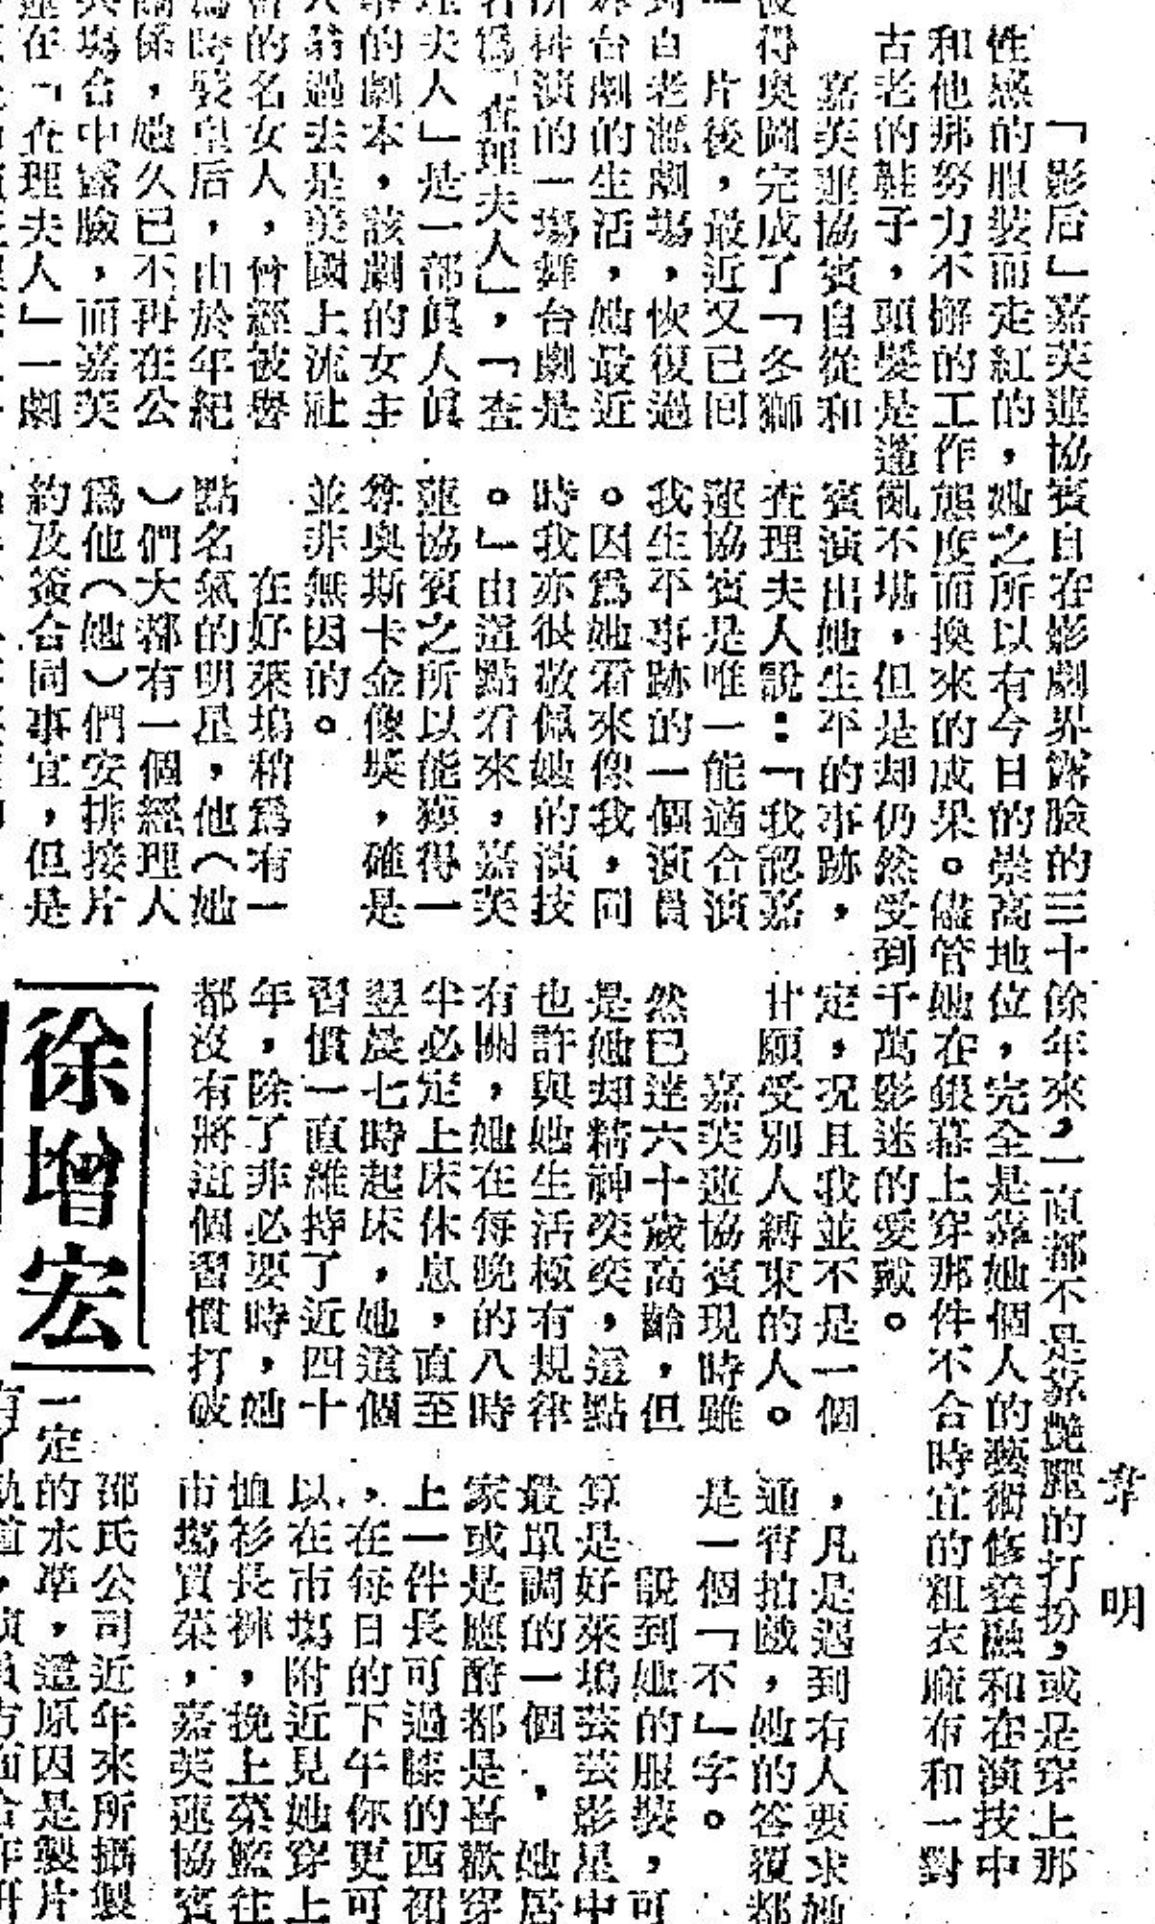 韋明
「影后」嘉芙蓮協賓自在影劇界露臉的三十餘年來,一直都不是靠艷麗的打扮,或是穿上那
性感的服裝而走紅的,她之所以有今日的崇高地位,完全是靠她個人的藝術修養融和在演技中
和他那努力不懈的工作態度而換來的成果。儘管她在銀幕上穿那件不合時宜的粗衣麻布和一對
古老的鞋子,頭髮是蓬亂不堪,但是却仍然受到千萬影迷的愛戴。
嘉芙蓮協賓自從和
彼得奧圖完成了「冬獅
」片後,最近又已回
到百老滙劇場,恢復過
舞台劇的生活,她最近
所排演的一場舞台劇是
名爲「查理夫人」,「查
理夫人」是一部眞人眞
事的劇本,該劇的女主
人翁過去是美國上流社
會的名女人,曾經被譽
爲時裝皇后,由於年紀
關係,她久已不再在公
共場合中露臉,而嘉芙
蓮在「查理夫人」一劇
賓演出她生平的事跡,
查理夫人說:「我認嘉
蓮協賓是唯一能適合演
我生平事跡的一個演員
。因爲她看來像我,同
時我亦很敬佩她的演技
。」由這點看來,嘉芙
蓮協賓之所以能獲得一
尊奧斯卡金像獎,確是
並非無因的。
在好萊塢稍爲有一
點名氣的明星,他(她
)們大都有一個經理人
爲他(她)們安排接片
約及簽合同事宜,但是
定,况且我並不是一個
甘願受別人縛束的人。
嘉芙蓮協賓現時雖
然已達六十歲高齡,但
是她却精神奕奕,這點
也許與她生活極有規律
有關,她在每晚的八時
半必定上床休息,直至
翌晨七時起床,她這個
習慣一直維持了近四十
年,除了非必要時,她
都沒有將這個習慣打破
,凡是遇到有人要求她
通宵拍戲,她的答覆都
是一個「不」字。
說到她的服裝,可
算是好萊塢芸芸影星中
最單調的一個,她居
家或是應酧都是喜歡穿
上一件長可過膝的西裙
,在每日的下午你更可
以在市場附近見她穿上
恤衫長褲,挽上菜籃往
市場買菜,嘉芙蓮協賓
徐增宏
邵氏公司近年來所攝製
一定的水準,這原因是製片